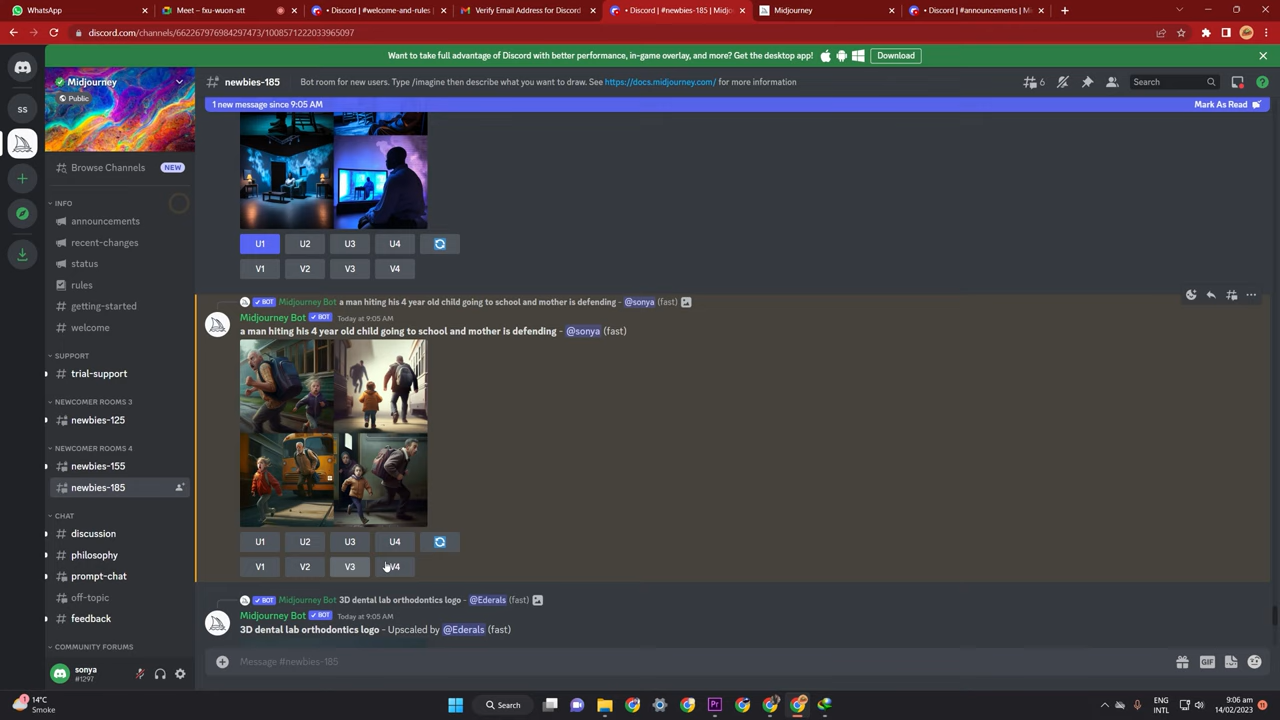 WhatsApp
Meet – fxu-wuon-att
• Discord | #welcome-and-rules |
Verify Email Address for Discord
• Discord | #newbies-185 | Midjou
Midjourney
• Discord | #announcements | Mi
discord.com/channels/662267976984297473/1008571222033965097
Want to take full advantage of Discord with better performance, in-game overlay, and more? Get the desktop app!
Download
Midjourney
Public
newbies-185
Bot room for new users. Type /imagine then describe what you want to draw. See https://docs.midjourney.com/ for more information
6
Search
1 new message since 9:05 AM
Mark As Read
SS
Browse Channels
NEW
INFO
announcements
recent-changes
status
rules
getting-started
welcome
SUPPORT
trial-support
NEWCOMER ROOMS 3
newbies-125
NEWCOMER ROOMS 4
newbies-155
newbies-185
CHAT
discussion
philosophy
prompt-chat
off-topic
feedback
COMMUNITY FORUMS
sonya
#1297
U1 U2 U3 U4
V1 V2 V3 V4
BOT Midjourney Bot a man hiting his 4 year old child going to school and mother is defending - @sonya (fast)
Midjourney Bot BOT Today at 9:05 AM
a man hiting his 4 year old child going to school and mother is defending - @sonya (fast)
U1 U2 U3 U4
V1 V2 V3 V4
BOT Midjourney Bot 3D dental lab orthodontics logo - @Ederals (fast)
Midjourney Bot BOT Today at 9:05 AM
3D dental lab orthodontics logo - Upscaled by @Ederals (fast)
Message #newbies-185
GIF
14°C
Smoke
Search
Pr
ENG
INTL
9:06 am
14/02/2023